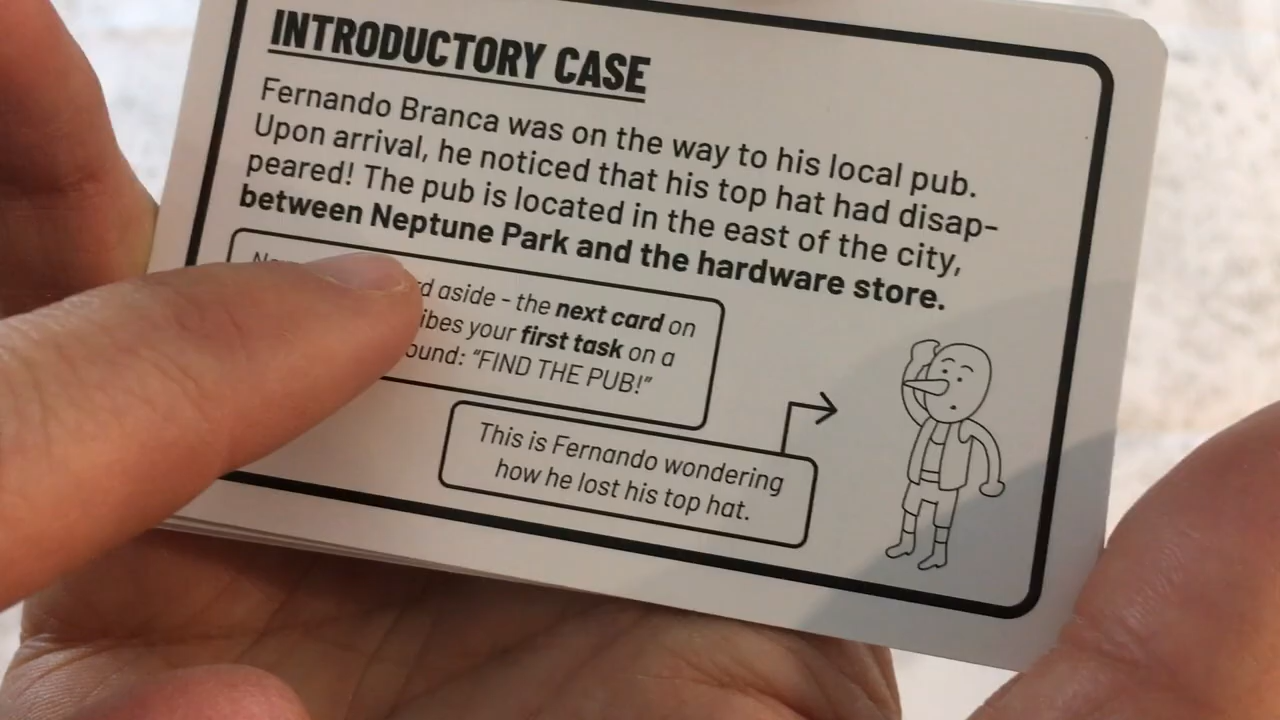 INTRODUCTORY CASE
Fernando Branca was on the way to his local pub.
Upon arrival, he noticed that his top hat had disap-
peared! The pub is located in the east of the city,
between Neptune Park and the hardware store.
aside - the next card on
your first task on a
"FIND THE PUB!"
This is Fernando wondering
how he lost his top hat.